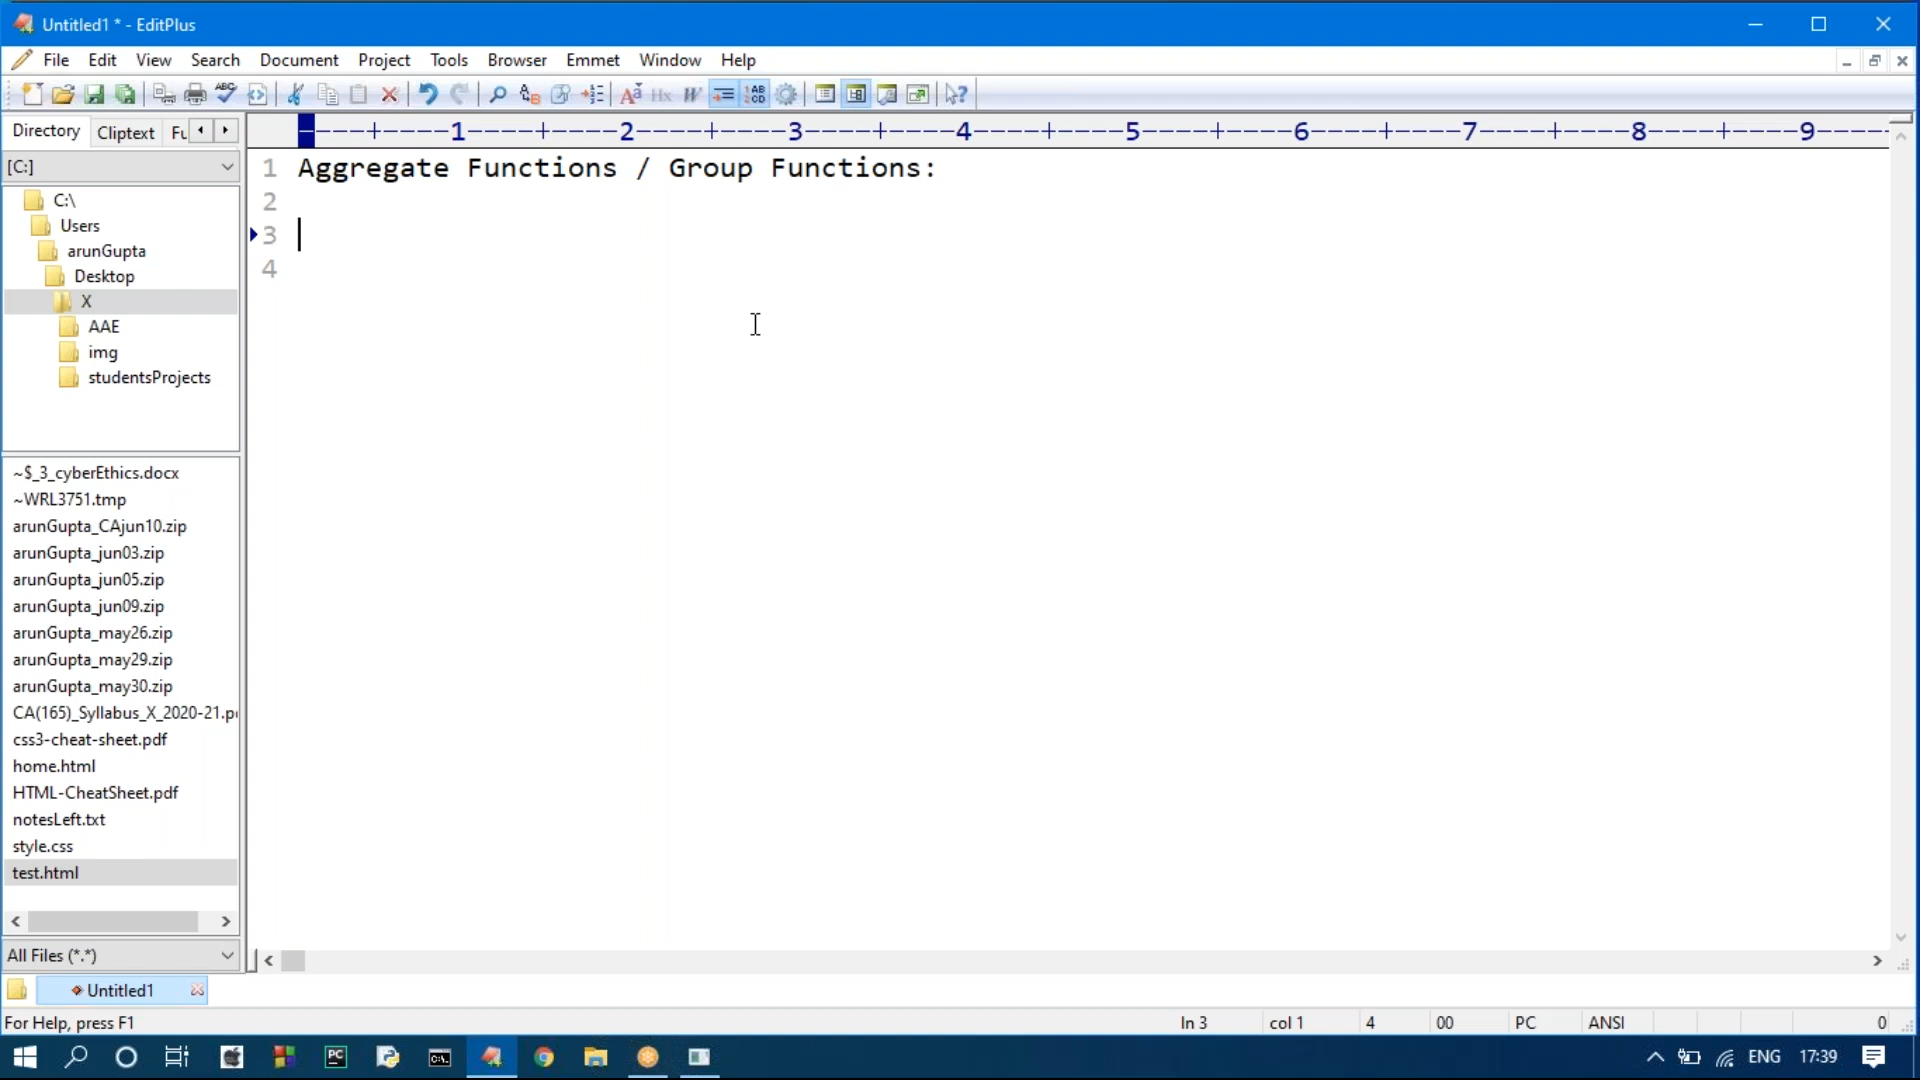 Untitled1 * - EditPlus
File Edit View Search Document Project Tools Browser Emmet Window Help
Directory Cliptext Fu
----+----1----+----2----+----3----+----4----+----5----+----6----+----7----+----8----+----9-----
[C:]
1 Aggregate Functions / Group Functions:
2
3
4
C:\
Users
arunGupta
Desktop
X
AAE
img
studentsProjects
~$_3_cyberEthics.docx
~WRL3751.tmp
arunGupta_CAjun10.zip
arunGupta_jun03.zip
arunGupta_jun05.zip
arunGupta_jun09.zip
arunGupta_may26.zip
arunGupta_may29.zip
arunGupta_may30.zip
CA(165)_Syllabus_X_2020-21.p
css3-cheat-sheet.pdf
home.html
HTML-CheatSheet.pdf
notesLeft.txt
style.css
test.html
All Files (*.*)
Untitled1
For Help, press F1 ln 3 col 1 4 00 PC ANSI 0
ENG 17:39